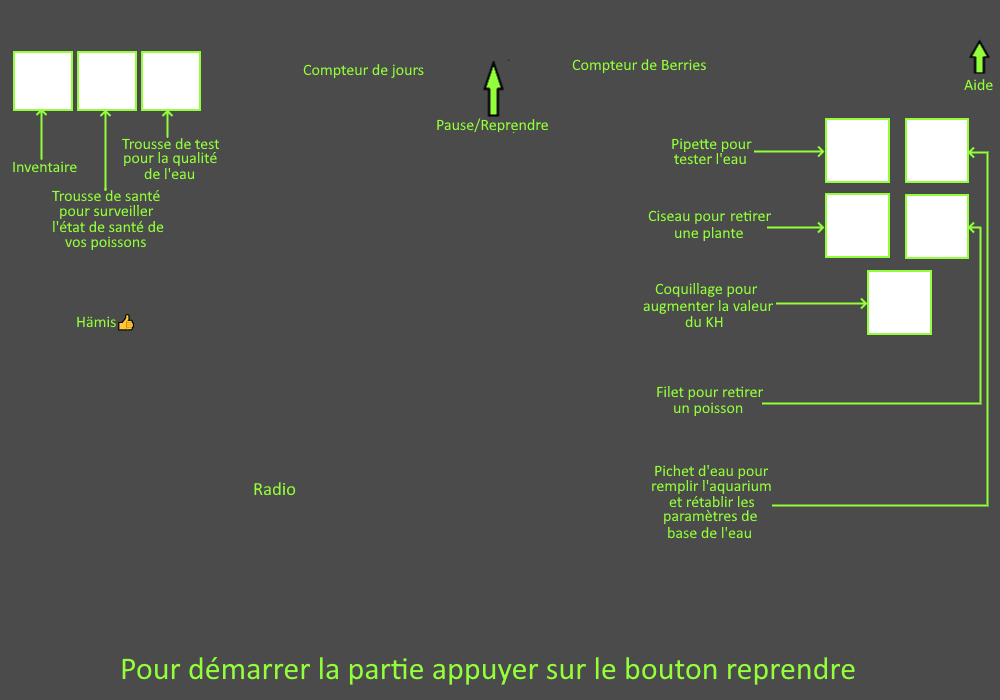 Compteur de jours
Compteur de Berries
Aide
Pause/Reprendre
Inventaire
Trousse de test
pour la qualité
de l'eau
Trousse de santé
pour surveiller
l'état de santé de
vos poissons
Pipette pour
tester l'eau
Ciseau pour retirer
une plante
Coquillage pour
augmenter la valeur
du KH
Hämis👍
Filet pour retirer
un poisson
Radio
Pichet d'eau pour
remplir l'aquarium
et rétablir les
paramètres de
base de l'eau
Pour démarrer la partie appuyer sur le bouton reprendre